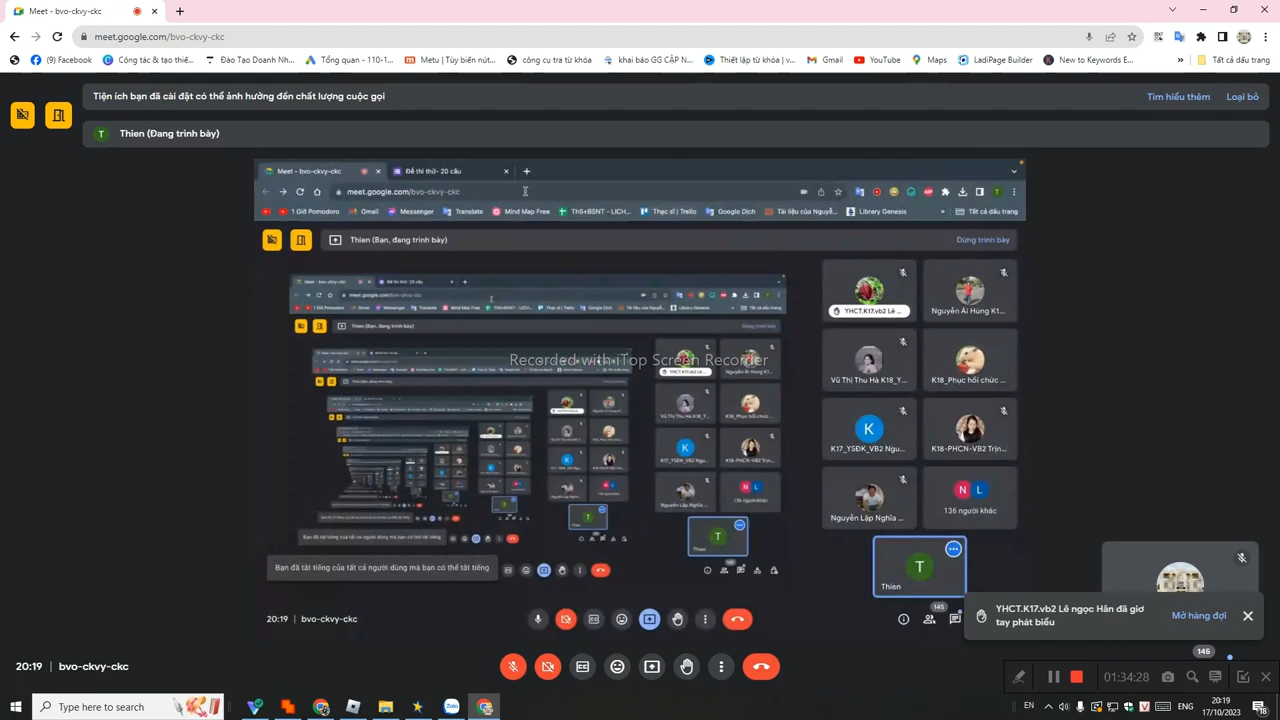 Meet - bvo-ckvy-ckc
meet.google.com/bvo-ckvy-ckc
(9) Facebook
Công tác & tạo thiế...
Đào Tạo Doanh Nh...
Tổng quan - 110-1...
Metu | Tùy biến nút...
công cụ tra từ khóa
khai báo GG CẬP N...
Thiết lập từ khóa | v...
Gmail
YouTube
Maps
LadiPage Builder
New to Keywords E...
Tất cả dấu trang
Tiện ích bạn đã cài đặt có thể ảnh hưởng đến chất lượng cuộc gọi
Tìm hiểu thêm
Loại bỏ
T
Thien (Đang trình bày)
Meet - bvo-ckvy-ckc
Đề thi thử- 20 câu
meet.google.com/bvo-ckvy-ckc
1 Giờ Pomodoro
Gmail
Messenger
Translate
Mind Map Free
ThS+BSNT - LICH...
Thạc sĩ | Trello
Google Dịch
Tài liệu của Nguyễ...
Library Genesis
Tất cả dấu trang
Thien (Bạn, đang trình bày)
Dừng trình bày
YHCT.K17.vb2 Lê ...
Nguyễn Ái Hùng K1...
Vũ Thị Thu Hà K18_Y...
K18_Phục hồi chức ...
K
K17_YSĐK_VB2 Ngu...
K18-PHCN-VB2 Trịn...
Nguyễn Lập Nghĩa ...
N L
136 người khác
T
Thien
Recorded with iTop Screen Recorder
Bạn đã tắt tiếng của tất cả người dùng mà bạn có thể tắt tiếng
20:19 | bvo-ckvy-ckc
145
YHCT.K17.vb2 Lê ngọc Hân đã giơ
tay phát biểu
Mở hàng đợi
145
20:19 | bvo-ckvy-ckc
01:34:28
Type here to search
EN
ENG
20:19
17/10/2023
18